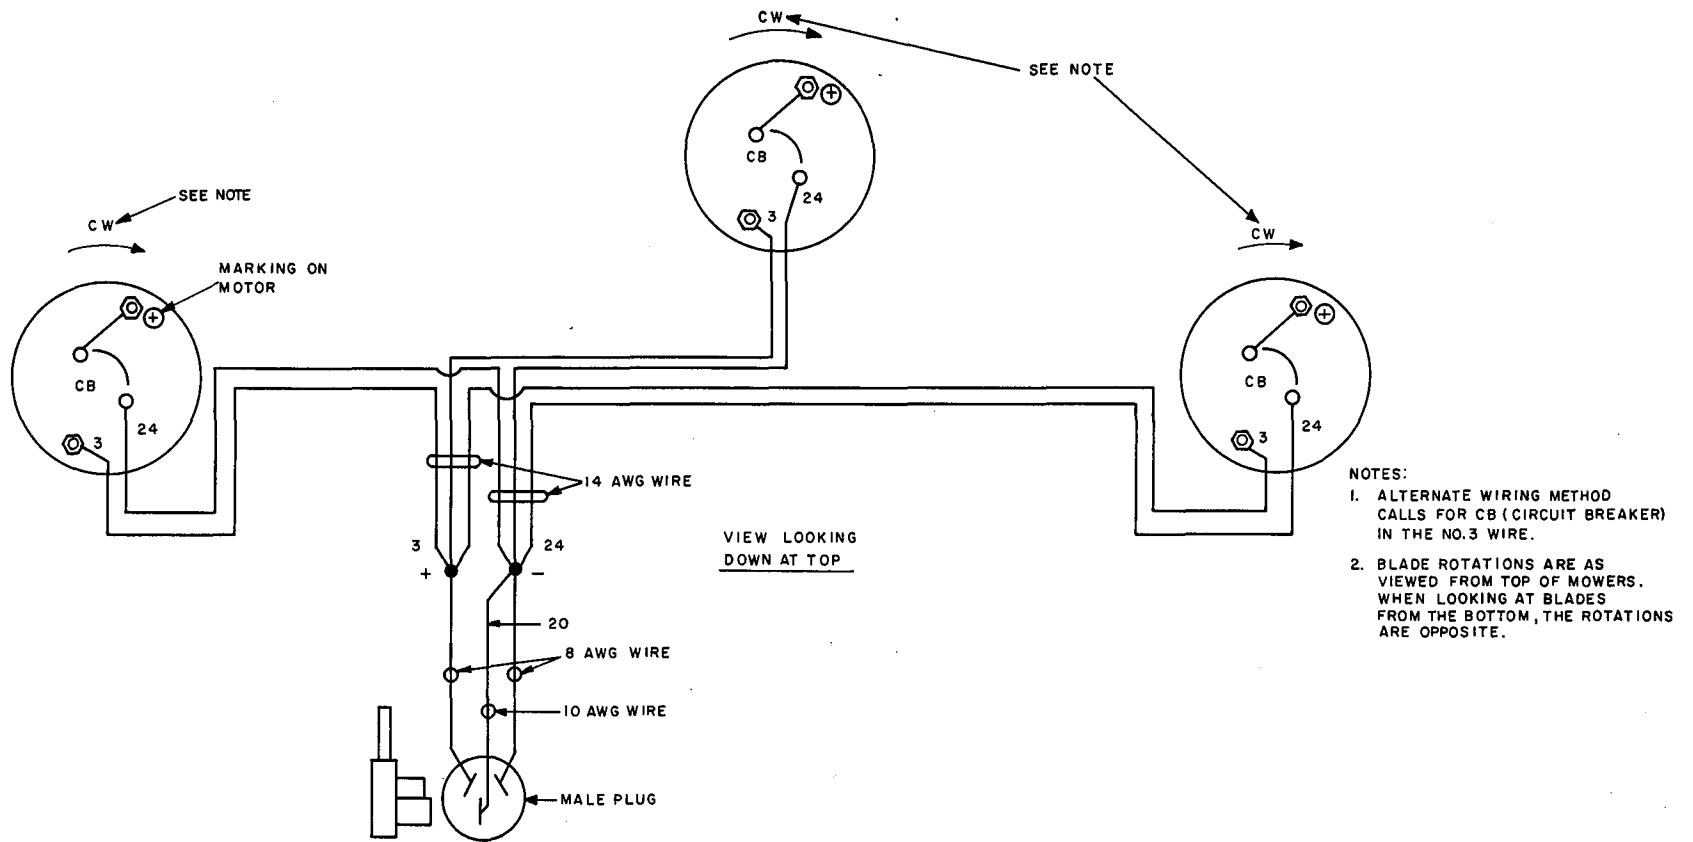 CW
SEE NOTE
SEE NOTE
CW
MARKING ON
MOTOR
CW
+
CB
24
3
+
CB
24
3
+
CB
24
3
14 AWG WIRE
3
24
+
-
VIEW LOOKING
DOWN AT TOP
20
8 AWG WIRE
10 AWG WIRE
MALE PLUG
NOTES:
1. ALTERNATE WIRING METHOD
CALLS FOR CB (CIRCUIT BREAKER)
IN THE NO.3 WIRE.
2. BLADE ROTATIONS ARE AS
VIEWED FROM TOP OF MOWERS.
WHEN LOOKING AT BLADES
FROM THE BOTTOM, THE ROTATIONS
ARE OPPOSITE.